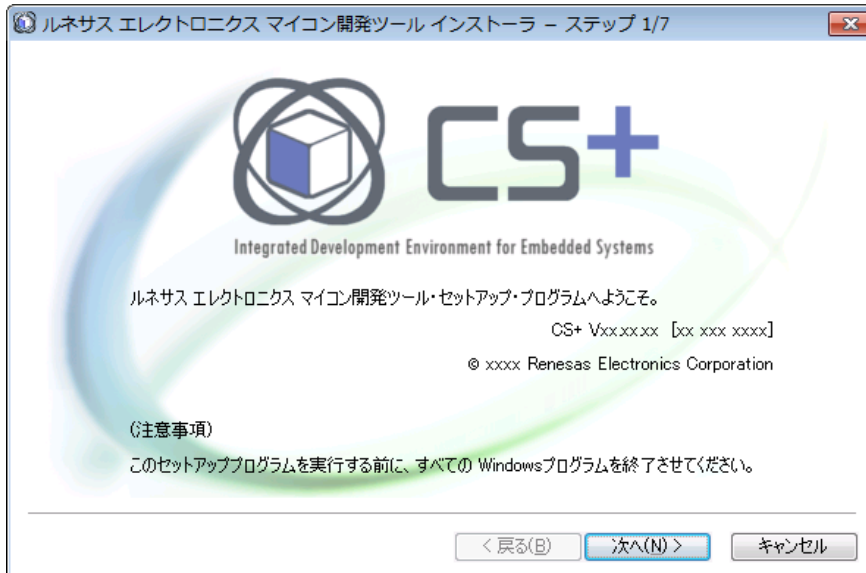 ルネサス エレクトロニクス マイコン開発ツール インストーラ － ステップ 1/7
CS+
Integrated Development Environment for Embedded Systems
ルネサス エレクトロニクス マイコン開発ツール・セットアップ・プログラムへようこそ。
CS+ Vxx.xx.xx [xx xxx xxxx]
© xxxx Renesas Electronics Corporation
(注意事項)
このセットアッププログラムを実行する前に、すべての Windowsプログラムを終了させてください。
< 戻る(B) 次へ(N) > キャンセル